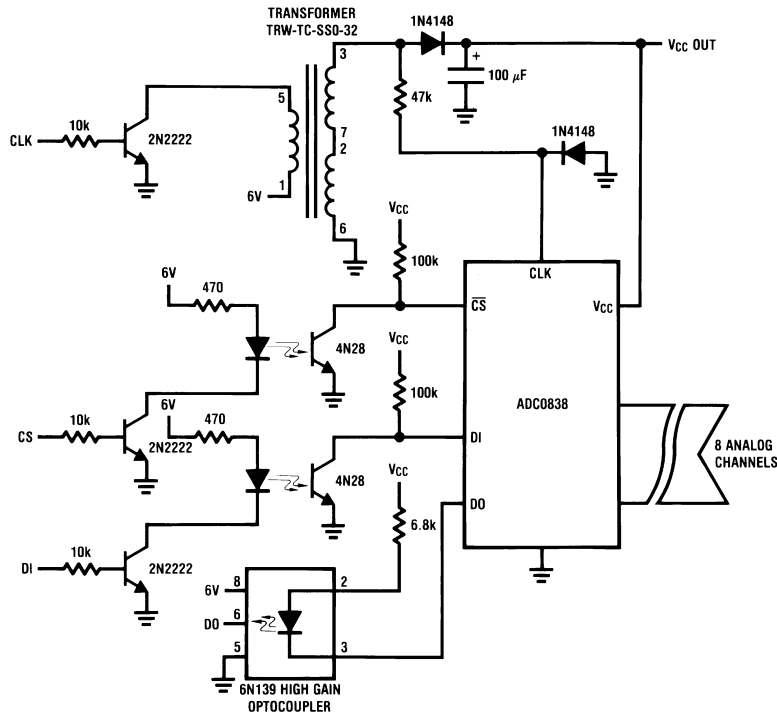 TRANSFORMER
TRW-TC-SS0-32
3
1N4148
VCC OUT
+
100 µF
47k
5
10k
2N2222
CLK
7
2
1N4148
1
6V
6
VCC
100k
CLK
6V
470
CS
VCC
4N28
VCC
100k
ADC0838
10k
6V
470
8 ANALOG
CHANNELS
CS
2N2222
DI
4N28
VCC
DO
6.8k
10k
DI
2N2222
6V
8
2
DO
6
5
3
6N139 HIGH GAIN
OPTOCOUPLER